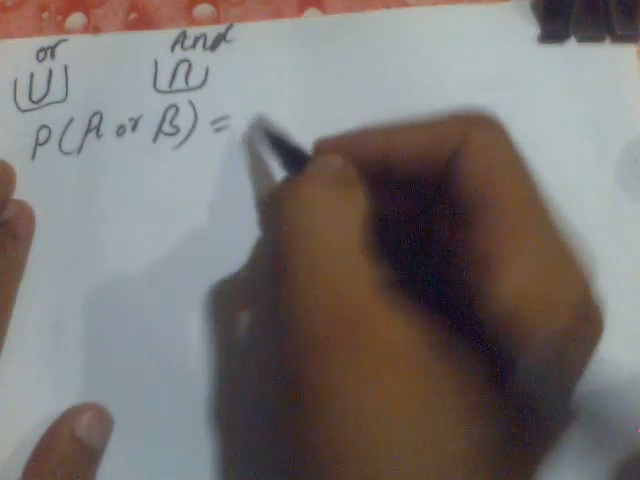 or And
∪ ∩
P(A or B) =